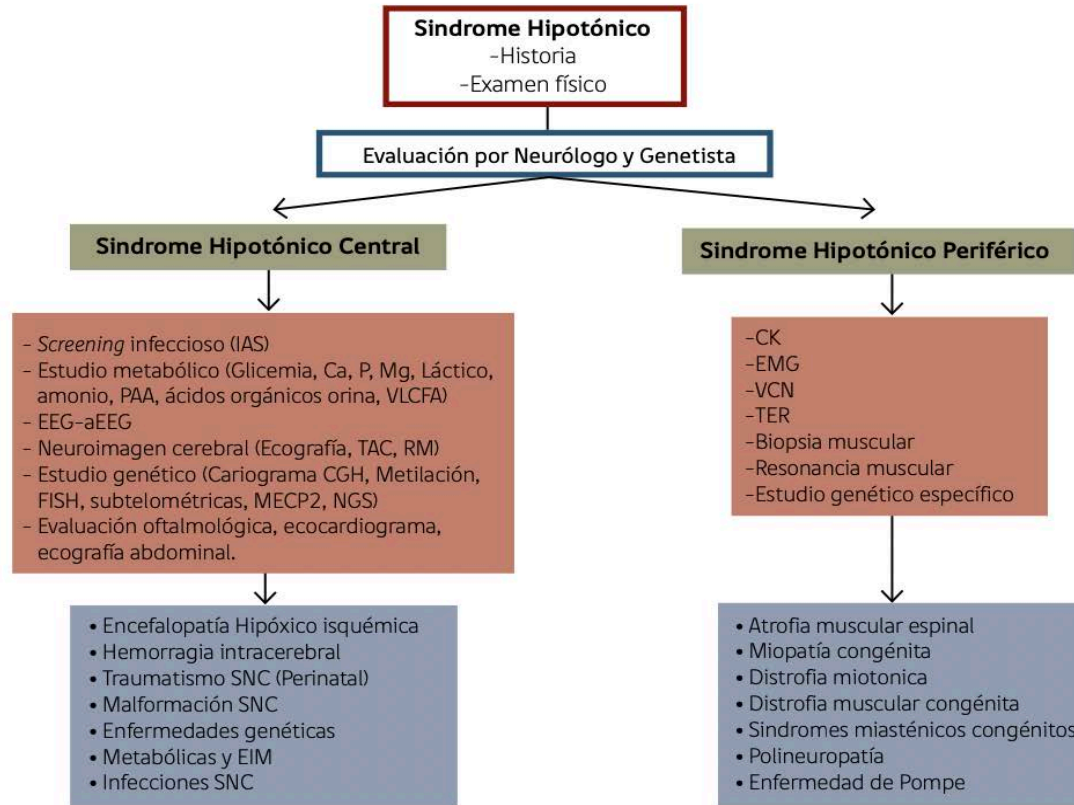 Sindrome Hipotónico
-Historia
-Examen físico
Evaluación por Neurólogo y Genetista
Sindrome Hipotónico Central
- Screening infeccioso (IAS)
- Estudio metabólico (Glicemia, Ca, P, Mg, Láctico,
amonio, PAA, ácidos orgánicos orina, VLCFA)
- EEG-aEEG
- Neuroimagen cerebral (Ecografía, TAC, RM)
- Estudio genético (Cariograma CGH, Metilación,
FISH, subtelométricas, MECP2, NGS)
- Evaluación oftalmológica, ecocardiograma,
ecografía abdominal.
• Encefalopatía Hipóxico isquémica
• Hemorragia intracerebral
• Traumatismo SNC (Perinatal)
• Malformación SNC
• Enfermedades genéticas
• Metabólicas y EIM
• Infecciones SNC
Sindrome Hipotónico Periférico
-CK
-EMG
-VCN
-TER
-Biopsia muscular
-Resonancia muscular
-Estudio genético específico
• Atrofia muscular espinal
• Miopatía congénita
• Distrofia miotonica
• Distrofia muscular congénita
• Sindromes miasténicos congénitos
• Polineuropatía
• Enfermedad de Pompe